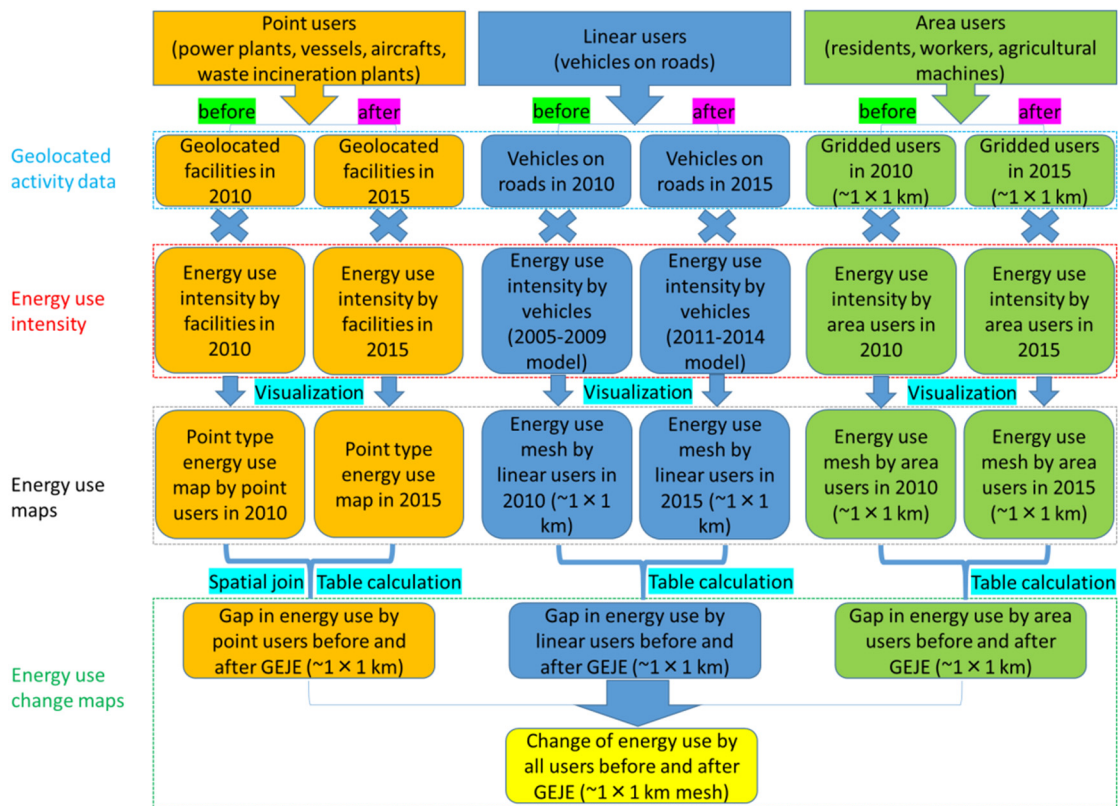 Point users
(power plants, vessels, aircrafts,
waste incineration plants)
Linear users
(vehicles on roads)
Area users
(residents, workers, agricultural
machines)
before
after
before
after
before
after
Geolocated
activity data
Geolocated
facilities in
2010
Geolocated
facilities in
2015
Vehicles on
roads in 2010
Vehicles on
roads in 2015
Gridded users
in 2010
(~1 × 1 km)
Gridded users
in 2015
(~1 × 1 km)
Energy use
intensity
Energy use
intensity by
facilities in
2010
Energy use
intensity by
facilities in
2015
Energy use
intensity by
vehicles
(2005-2009
model)
Energy use
intensity by
vehicles
(2011-2014
model)
Energy use
intensity by
area users in
2010
Energy use
intensity by
area users in
2015
Visualization
Visualization
Visualization
Energy use
maps
Point type
energy use
map by point
users in 2010
Point type
energy use
map in 2015
Energy use
mesh by
linear users in
2010 (~1 × 1
km)
Energy use
mesh by
linear users in
2015 (~1 × 1
km)
Energy use
mesh by area
users in 2010
(~1 × 1 km)
Energy use
mesh by area
users in 2015
(~1 × 1 km)
Spatial join
Table calculation
Table calculation
Table calculation
Energy use
change maps
Gap in energy use by
point users before and
after GEJE (~1 × 1 km)
Gap in energy use by
linear users before and
after GEJE (~1 × 1 km)
Gap in energy use by area
users before and after
GEJE (~1 × 1 km)
Change of energy use by
all users before and after
GEJE (~1 × 1 km mesh)